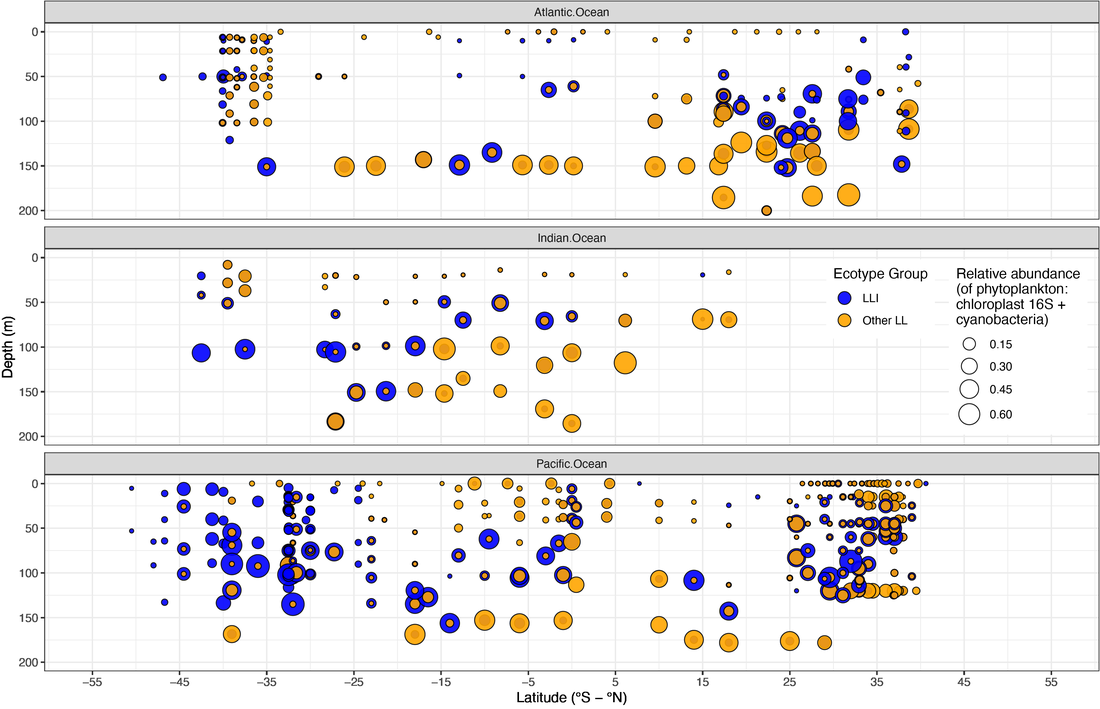 Atlantic.Ocean
0
50
100
150
200
Indian.Ocean
0
50
100
150
200
Depth (m)
Ecotype Group
LLI
Other LL
Relative abundance
(of phytoplankton:
chloroplast 16S +
cyanobacteria)
0.15
0.30
0.45
0.60
Pacific.Ocean
0
50
100
150
200
−55 −45 −35 −25 −15 −5 5 15 25 35 45 55
Latitude (°S − °N)